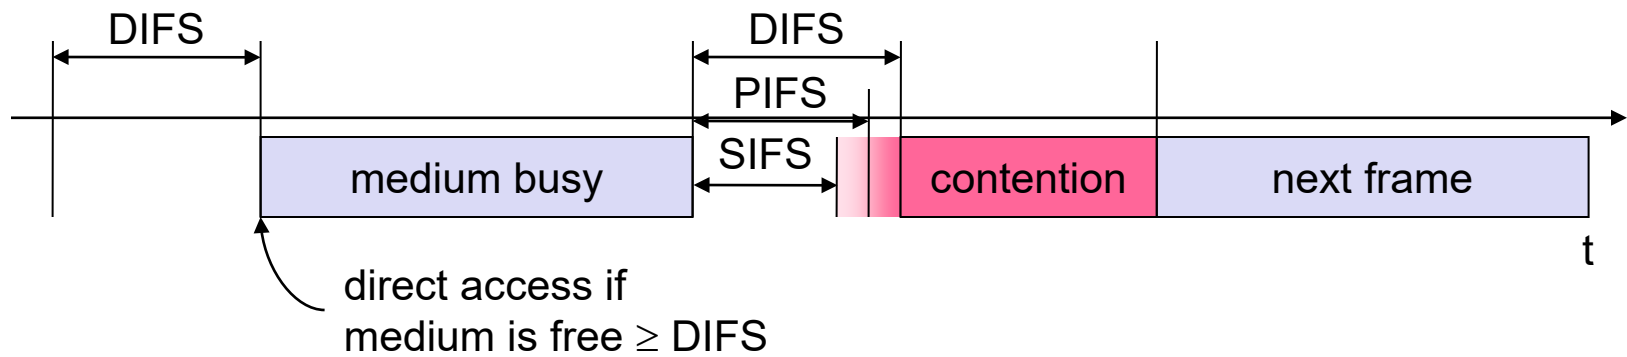 DIFS
DIFS
PIFS
SIFS
medium busy
contention
next frame
t
direct access if
medium is free ≥ DIFS